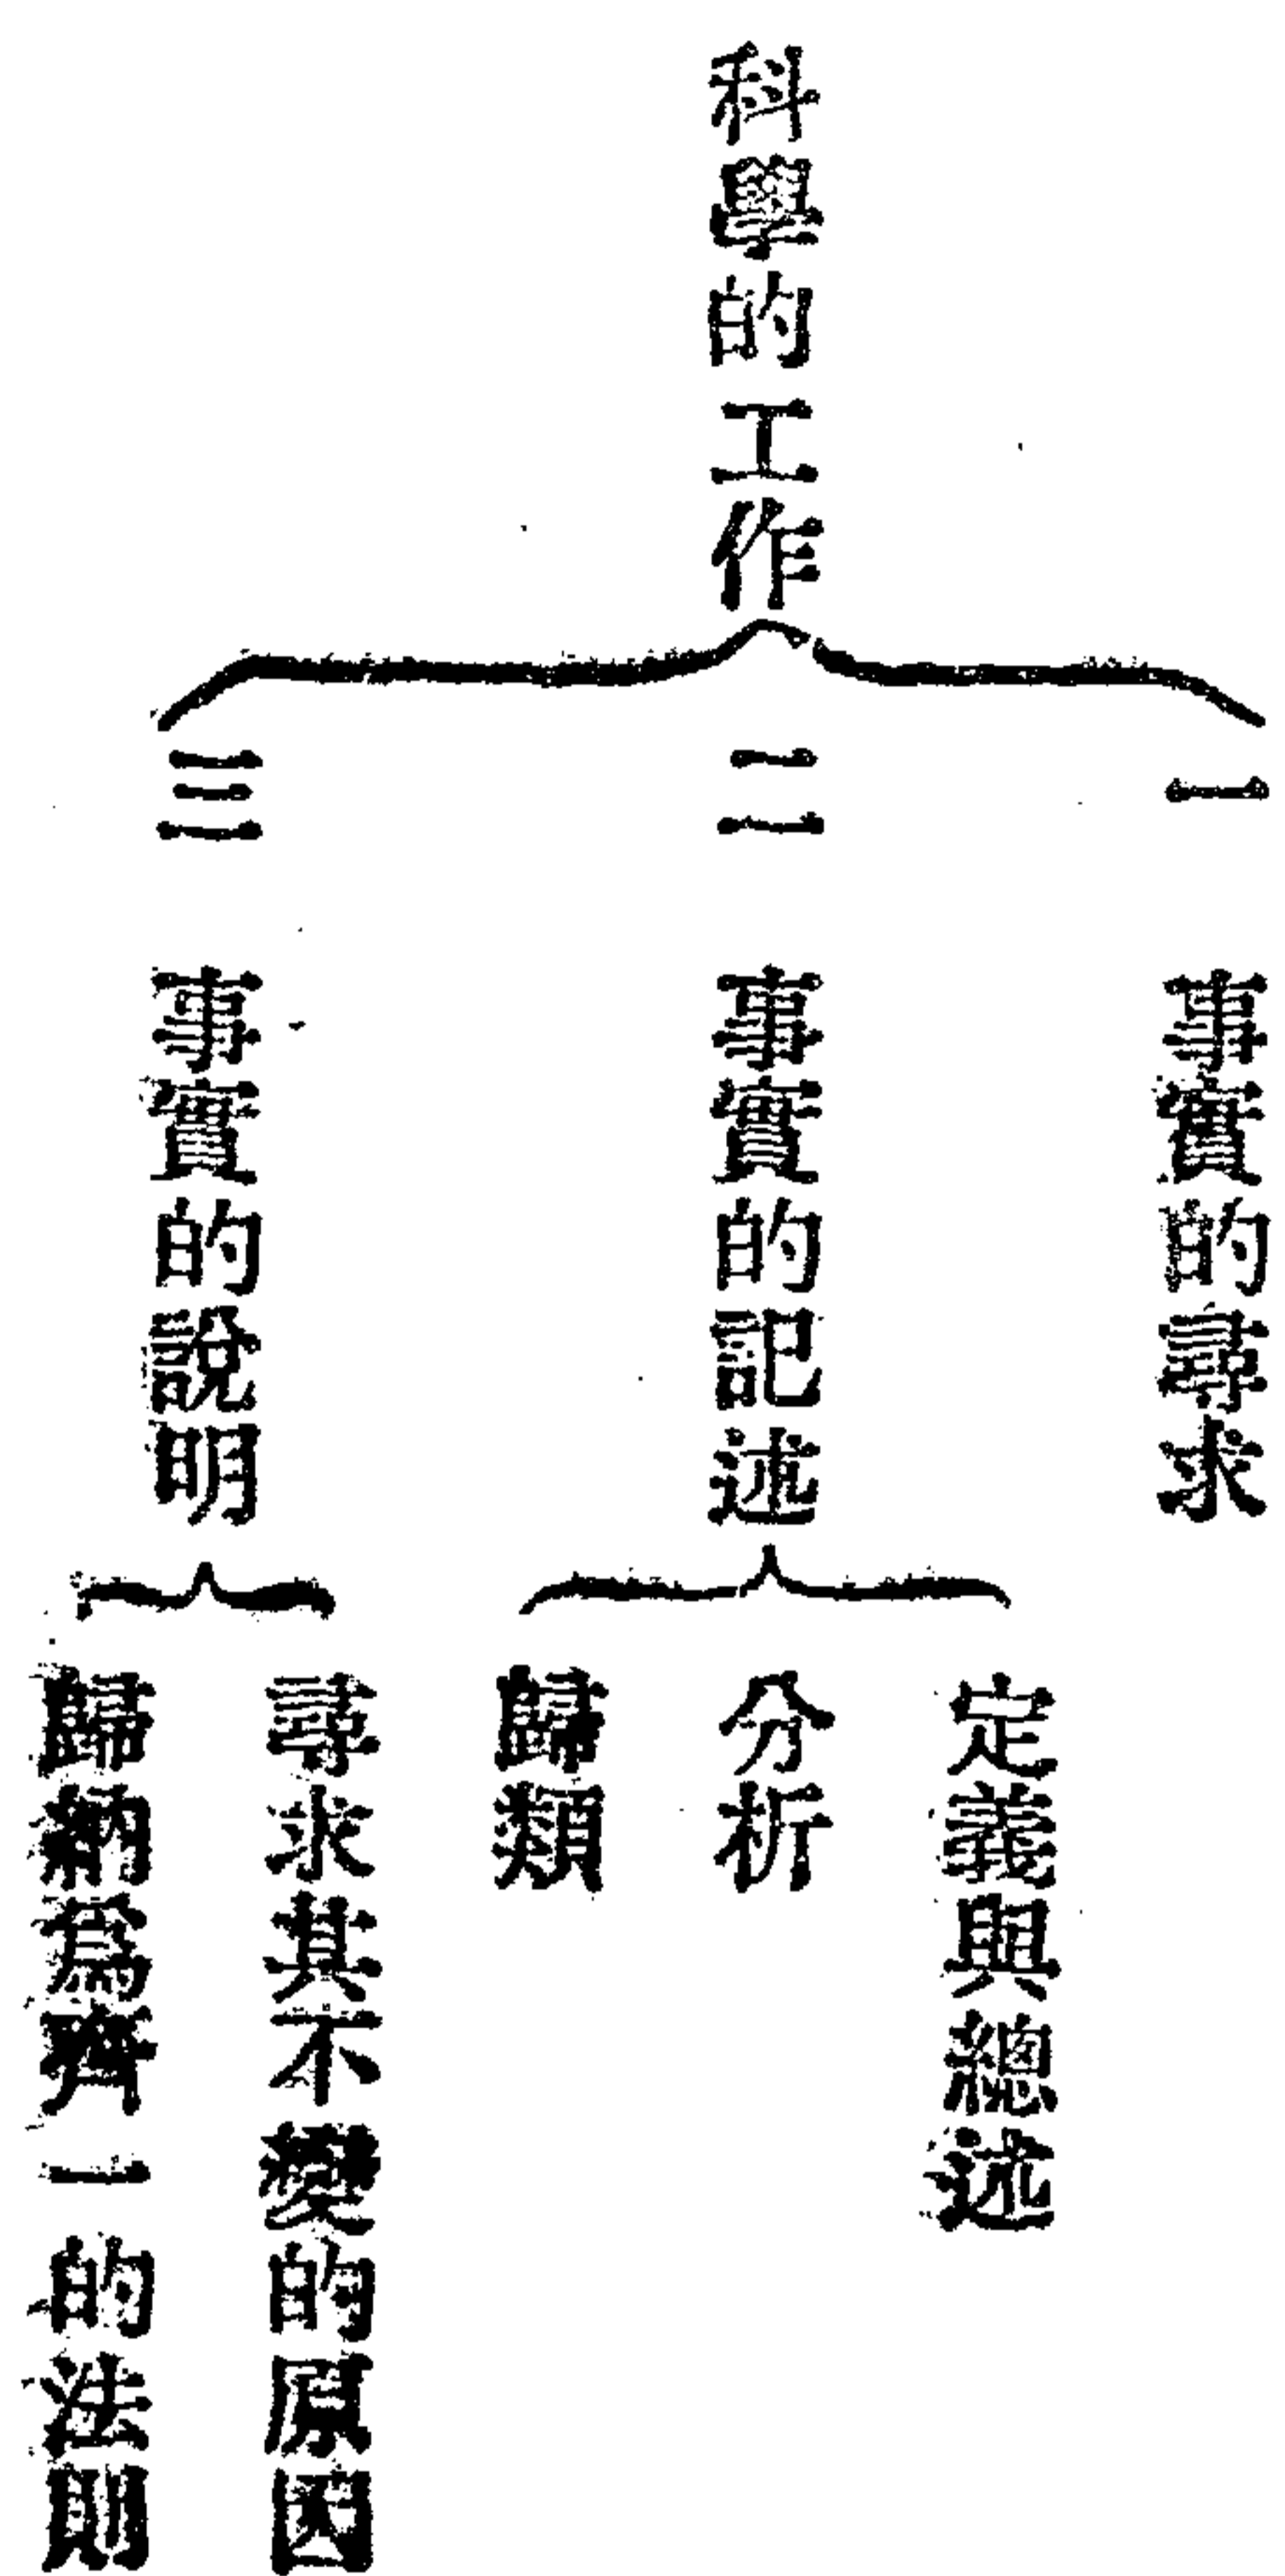 科學的工作
一 事實的尋求
二 事實的記述
定義與總述
分析
歸類
三 事實的說明
尋求其不變的原因
歸納爲齊一的法則